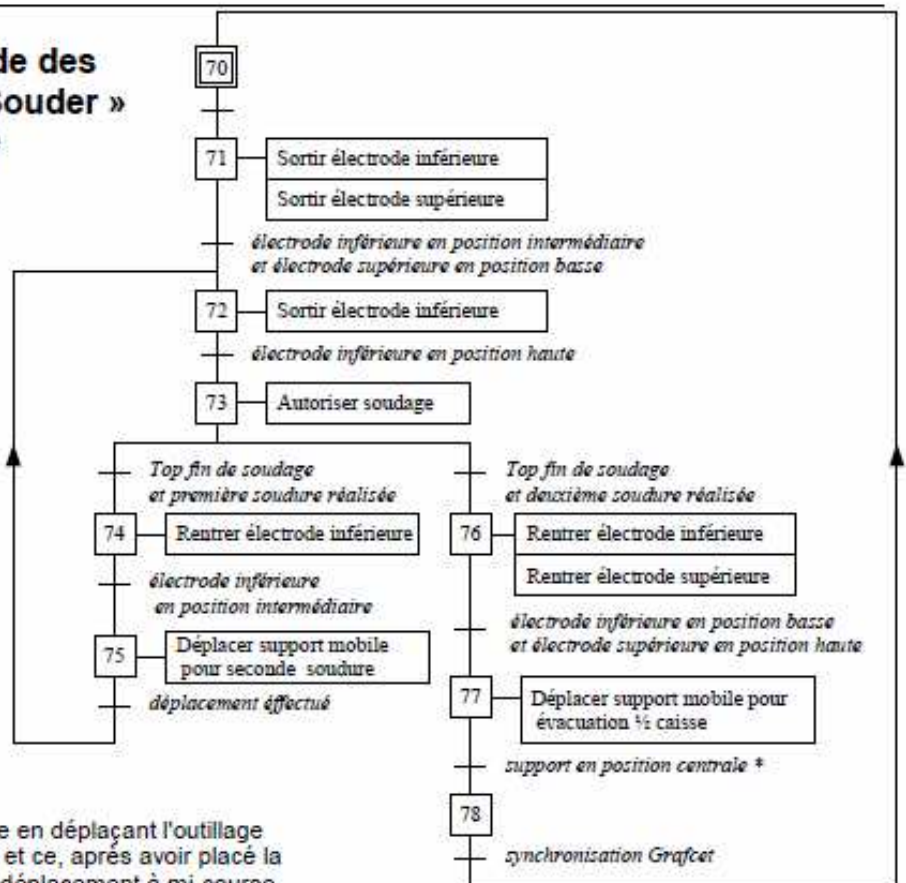 de des
Souder »
70
71
Sortir électrode inférieure
Sortir électrode supérieure
électrode inférieure en position intermédiaire
et électrode supérieure en position basse
72
Sortir électrode inférieure
électrode inférieure en position haute
73
Autoriser soudage
Top fin de soudage
et première soudure réalisée
Top fin de soudage
et deuxième soudure réalisée
74
Rentrer électrode inférieure
76
Rentrer électrode inférieure
Rentrer électrode supérieure
électrode inférieure
en position intermédiaire
électrode inférieure en position basse
et électrode supérieure en position haute
75
Déplacer support mobile
pour seconde soudure
77
Déplacer support mobile pour
évacuation ½ caisse
déplacement éffectué
support en position centrale *
78
synchronisation Grafcet
e en déplaçant l'outillage
et ce, après avoir placé la
déplacement à mi-course